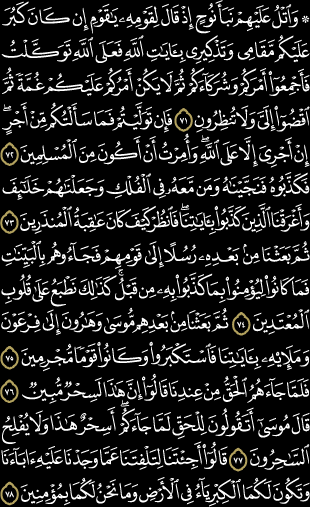 ۞ وَٱتْلُ عَلَيْهِمْ نَبَأَ نُوحٍ إِذْ قَالَ لِقَوْمِهِۦ يَٰقَوْمِ إِن كَانَ كَبُرَ
عَلَيْكُم مَّقَامِى وَتَذْكِيرِى بِـَٔايَٰتِ ٱللَّهِ فَعَلَى ٱللَّهِ تَوَكَّلْتُ
فَأَجْمِعُوٓا۟ أَمْرَكُمْ وَشُرَكَآءَكُمْ ثُمَّ لَا يَكُنْ أَمْرُكُمْ عَلَيْكُمْ غُمَّةً ثُمَّ
ٱقْضُوٓا۟ إِلَىَّ وَلَا تُنظِرُونِ ۝٧١ فَإِن تَوَلَّيْتُمْ فَمَا سَأَلْتُكُم مِّنْ أَجْرٍ ۖ
إِنْ أَجْرِىَ إِلَّا عَلَى ٱللَّهِ ۖ وَأُمِرْتُ أَنْ أَكُونَ مِنَ ٱلْمُسْلِمِينَ ۝٧٢
فَكَذَّبُوهُ فَنَجَّيْنَٰهُ وَمَن مَّعَهُۥ فِى ٱلْفُلْكِ وَجَعَلْنَٰهُمْ خَلَٰٓئِفَ
وَأَغْرَقْنَا ٱلَّذِينَ كَذَّبُوا۟ بِـَٔايَٰتِنَا ۖ فَٱنظُرْ كَيْفَ كَانَ عَٰقِبَةُ ٱلْمُنذَرِينَ ۝٧٣
ثُمَّ بَعَثْنَا مِنۢ بَعْدِهِۦ رُسُلًا إِلَىٰ قَوْمِهِمْ فَجَآءُوهُم بِٱلْبَيِّنَٰتِ
فَمَا كَانُوا۟ لِيُؤْمِنُوا۟ بِمَا كَذَّبُوا۟ بِهِۦ مِن قَبْلُ ۚ كَذَٰلِكَ نَطْبَعُ عَلَىٰ قُلُوبِ
ٱلْمُعْتَدِينَ ۝٧٤ ثُمَّ بَعَثْنَا مِنۢ بَعْدِهِم مُّوسَىٰ وَهَٰرُونَ إِلَىٰ فِرْعَوْنَ
وَمَلَإِي۟هِۦ بِـَٔايَٰتِنَا فَٱسْتَكْبَرُوا۟ وَكَانُوا۟ قَوْمًا مُّجْرِمِينَ ۝٧٥
فَلَمَّا جَآءَهُمُ ٱلْحَقُّ مِنْ عِندِنَا قَالُوٓا۟ إِنَّ هَٰذَا لَسِحْرٌ مُّبِينٌ ۝٧٦
قَالَ مُوسَىٰٓ أَتَقُولُونَ لِلْحَقِّ لَمَّا جَآءَكُمْ ۖ أَسِحْرٌ هَٰذَا وَلَا يُفْلِحُ
ٱلسَّٰحِرُونَ ۝٧٧ قَالُوٓا۟ أَجِئْتَنَا لِتَلْفِتَنَا عَمَّا وَجَدْنَا عَلَيْهِ ءَابَآءَنَا
وَتَكُونَ لَكُمَا ٱلْكِبْرِيَآءُ فِى ٱلْأَرْضِ وَمَا نَحْنُ لَكُمَا بِمُؤْمِنِينَ ۝٧٨